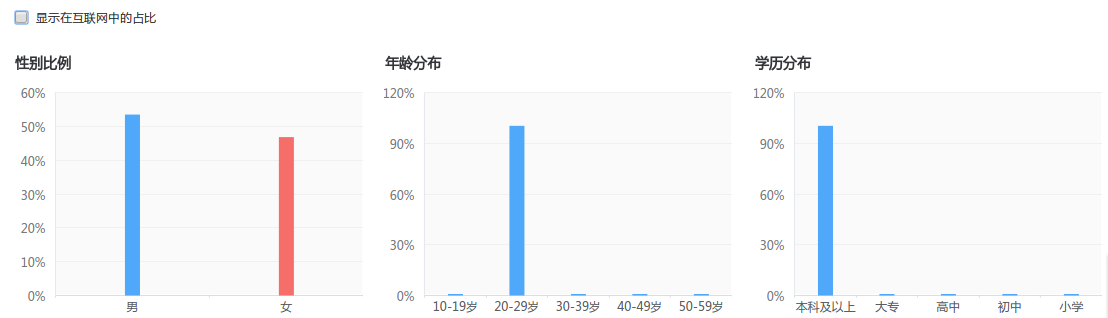 显示在互联网中的占比
性别比例
60%
50%
40%
30%
20%
10%
0%
男 女
年龄分布
120%
90%
60%
30%
0%
10-19岁 20-29岁 30-39岁 40-49岁 50-59岁
学历分布
120%
90%
60%
30%
0%
本科及以上 大专 高中 初中 小学